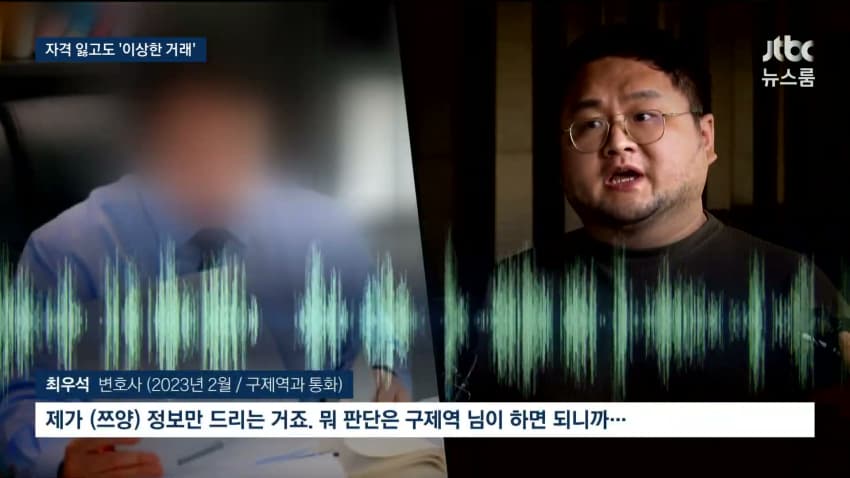 자격 잃고도 '이상한 거래'
jtbc
뉴스룸
최우석 변호사 (2023년 2월 / 구제역과 통화)
제가 (쯔양) 정보만 드리는 거죠. 뭐 판단은 구제역 님이 하면 되니까…